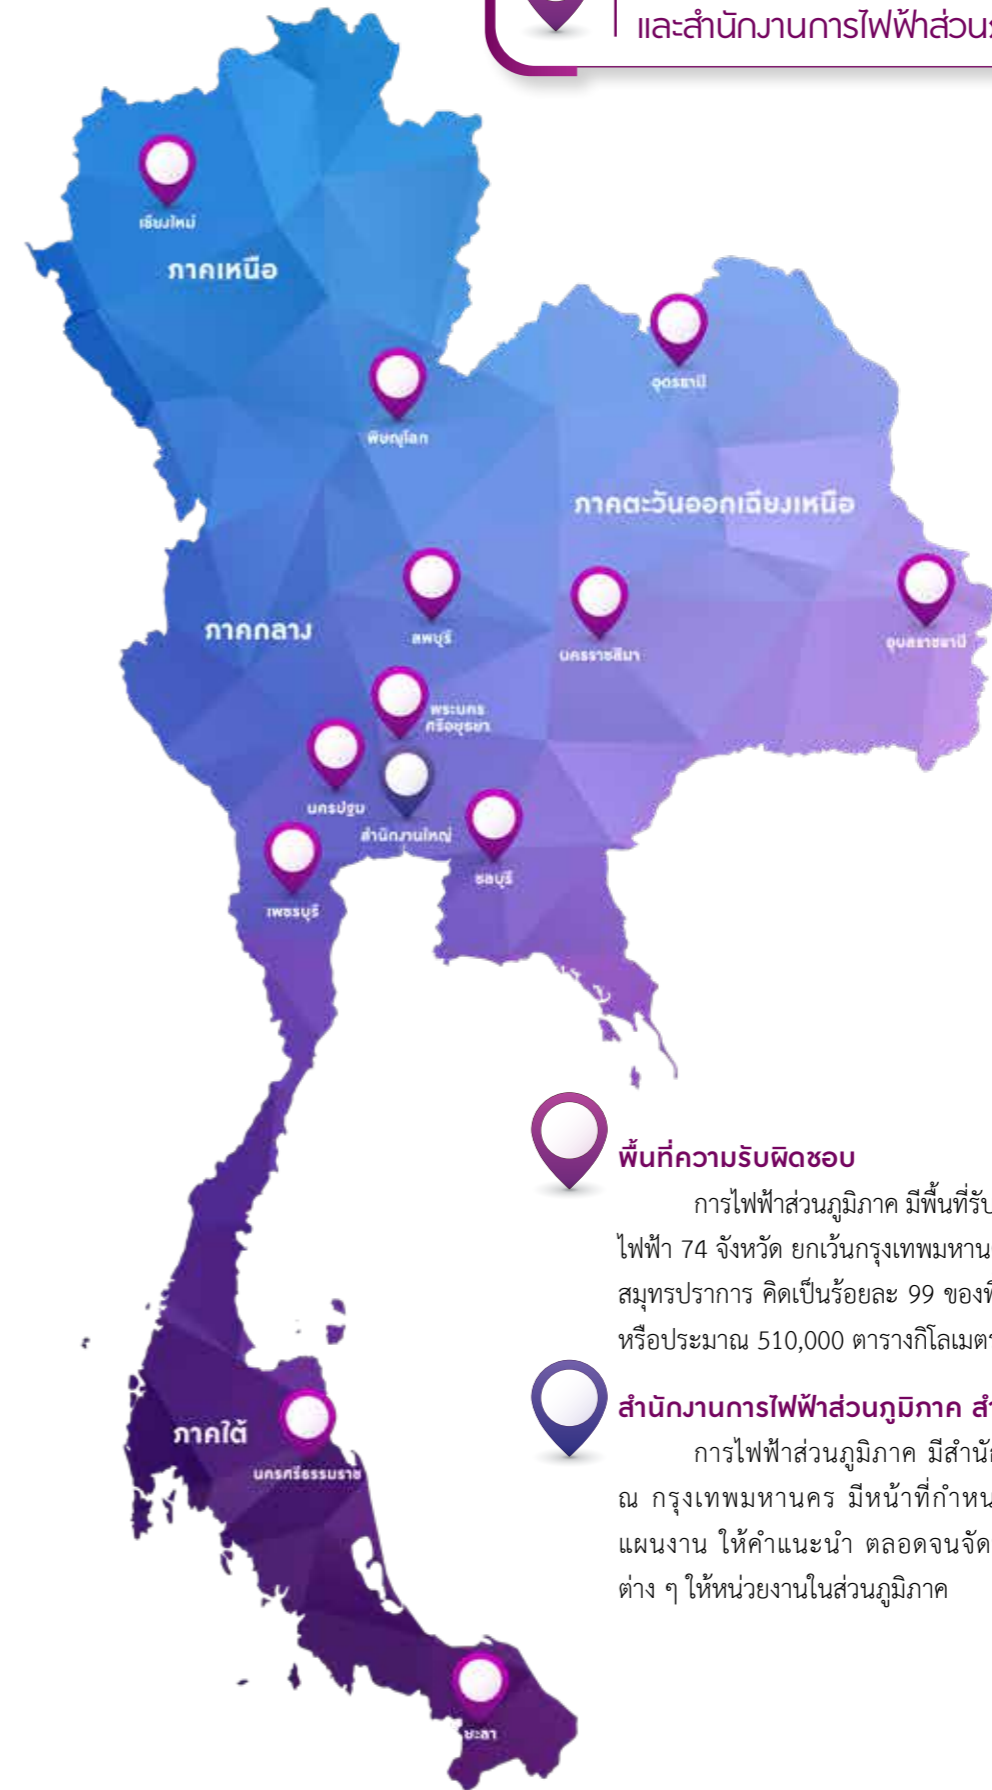 และสำนักงานการไฟฟ้าส่วนภ
เชียงใหม่
ภาคเหนือ
อุดรธานี
พิษณุโลก
ภาคตะวันออกเฉียงเหนือ
ภาคกลาง
ลพบุรี
นครราชสีมา
อุบลราชธานี
พระนคร
ศรีอยุธยา
นครปฐม
สำนักงานใหญ่
ชลบุรี
เพชรบุรี
พื้นที่ความรับผิดชอบ
การไฟฟ้าส่วนภูมิภาค มีพื้นที่รับ
ไฟฟ้า 74 จังหวัด ยกเว้นกรุงเทพมหาน
สมุทรปราการ คิดเป็นร้อยละ 99 ของพื
หรือประมาณ 510,000 ตารางกิโลเมต
สำนักงานการไฟฟ้าส่วนภูมิภาค สำ
การไฟฟ้าส่วนภูมิภาค มีสำนัก
ณ กรุงเทพมหานคร มีหน้าที่กำหน
แผนงาน ให้คำแนะนำ ตลอดจนจัด
ต่าง ๆ ให้หน่วยงานในส่วนภูมิภาค
ภาคใต้
นครศรีธรรมราช
ยะลา